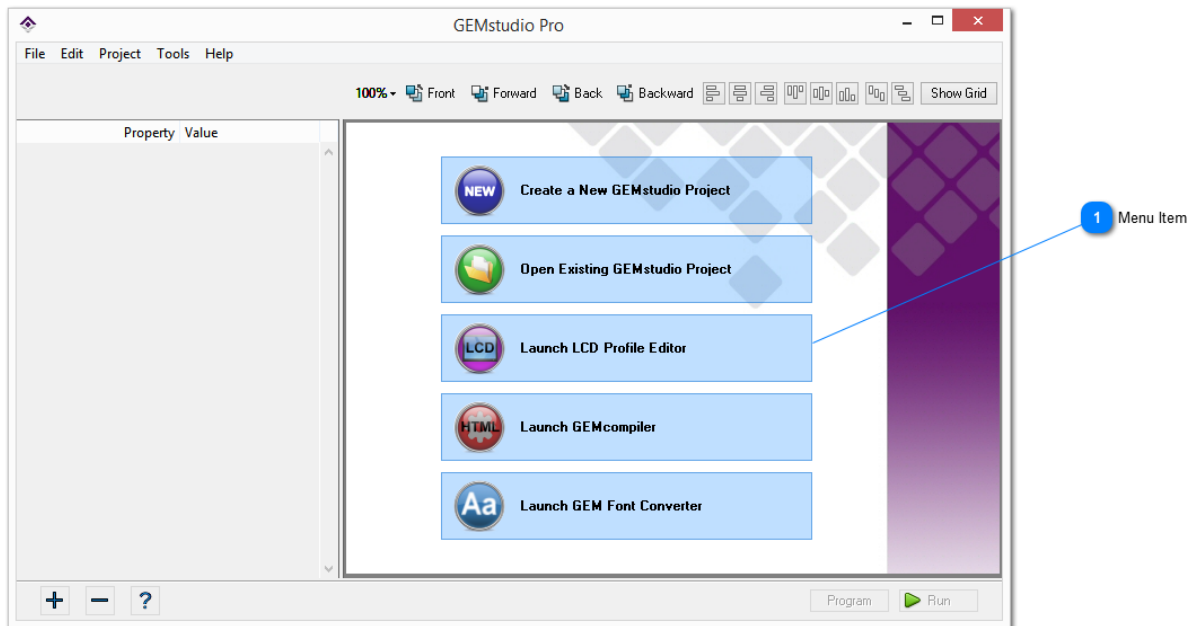 GEMstudio Pro
File Edit Project Tools Help
100% Front Forward Back Backward Show Grid
Property Value
NEW Create a New GEMstudio Project
1 Menu Item
Open Existing GEMstudio Project
LCD Launch LCD Profile Editor
HTML Launch GEMcompiler
Aa Launch GEM Font Converter
+ − ? Program Run